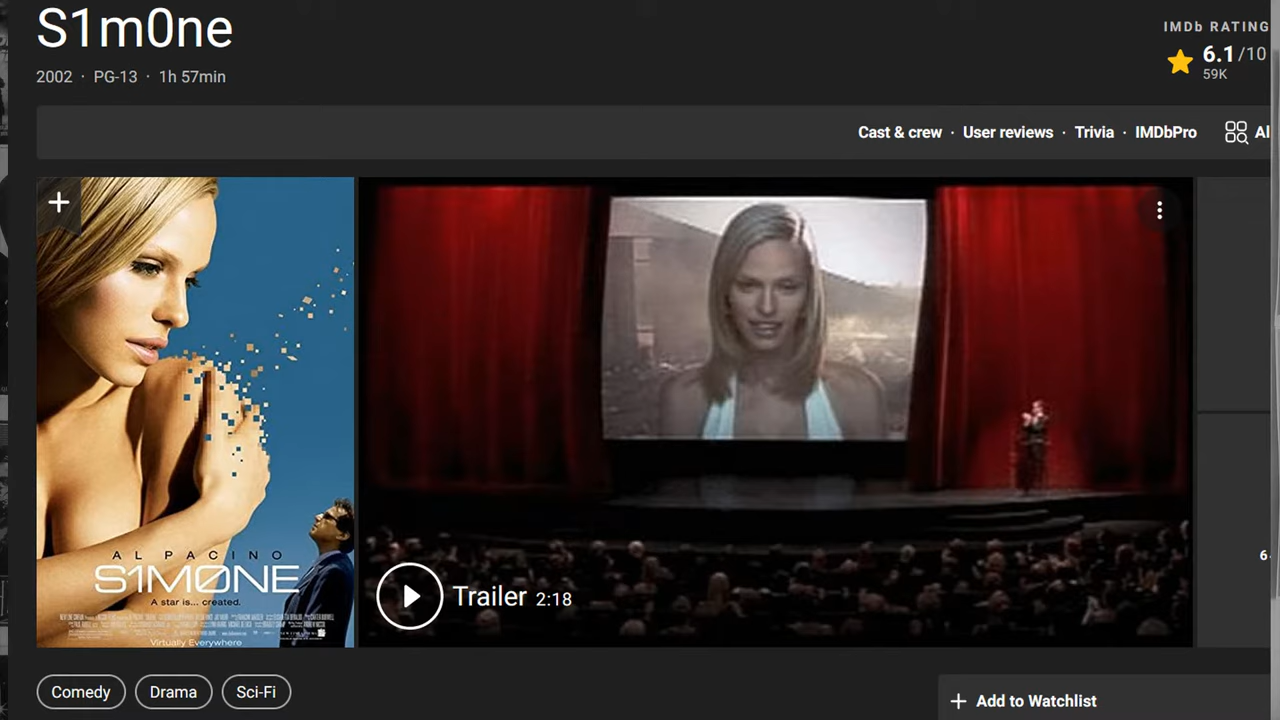 S1m0ne
IMDb RATING
2002 · PG-13 · 1h 57min
6.1/10
59K
Cast & crew · User reviews · Trivia · IMDbPro
AL PACINO
S1MØNE
A star is... created.
Virtually Everywhere
Trailer 2:18
Comedy
Drama
Sci-Fi
+ Add to Watchlist